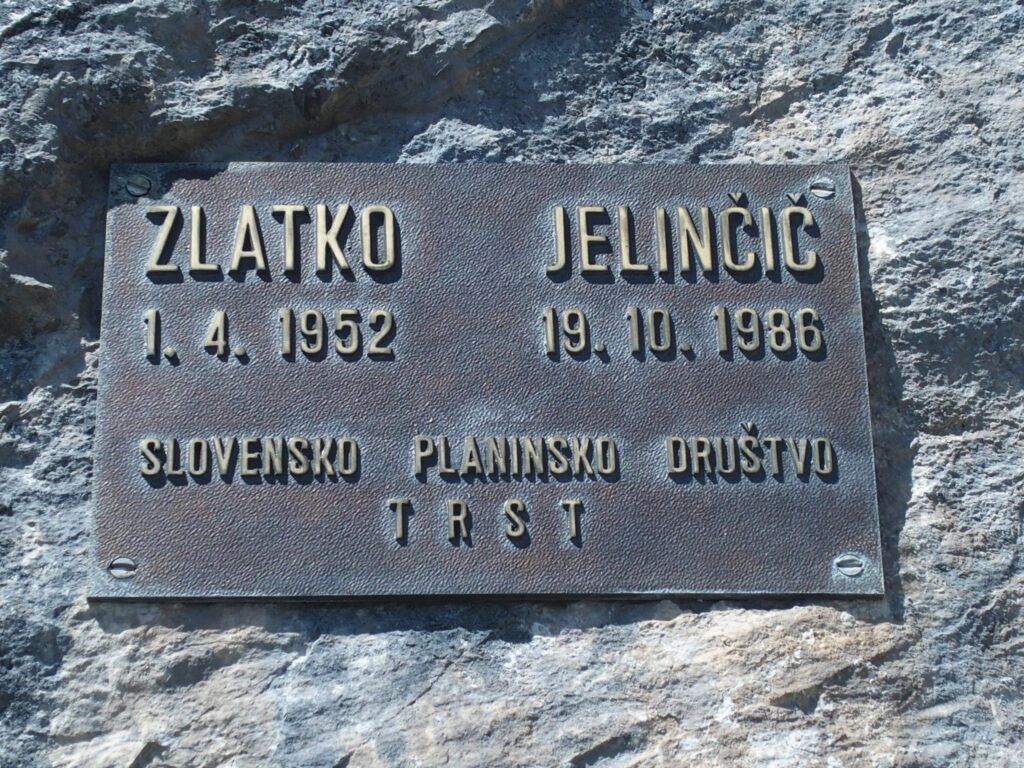 ZLATKO JELINČIČ
1. 4. 1952 19. 10. 1986
SLOVENSKO PLANINSKO DRUŠTVO
TRST